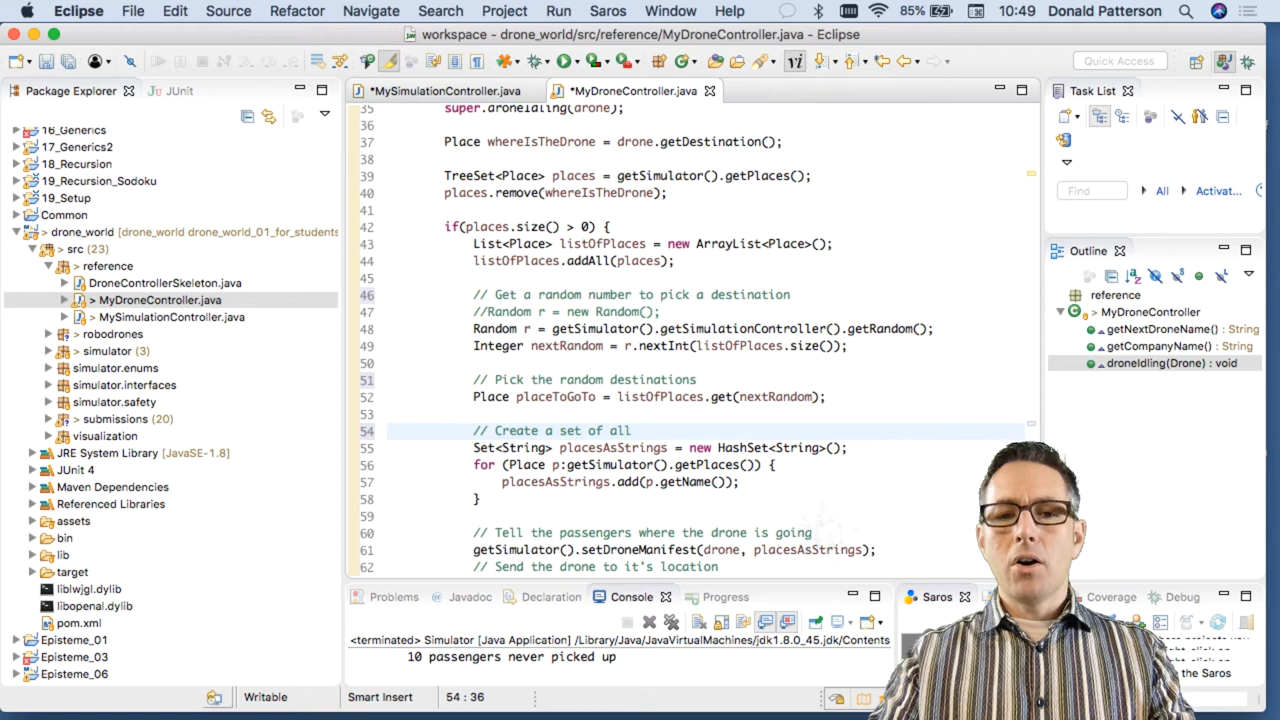 Eclipse File Edit Source Refactor Navigate Search Project Run Saros Window Help 85% 10:49 Donald Patterson
workspace - drone_world/src/reference/MyDroneController.java - Eclipse
Quick Access
Package Explorer JUnit
16_Generics
17_Generics2
18_Recursion
19_Recursion_Sodoku
19_Setup
Common
> drone_world [drone_world drone_world_01_for_students
> src (23)
> reference
DroneControllerSkeleton.java
> MyDroneController.java
> MySimulationController.java
> robodrones
> simulator (3)
simulator.enums
simulator.interfaces
simulator.safety
> submissions (20)
visualization
JRE System Library [JavaSE-1.8]
JUnit 4
Maven Dependencies
Referenced Libraries
assets
bin
lib
target
liblwjgl.dylib
libopenal.dylib
pom.xml
Episteme_01
Episteme_03
Episteme_06
*MySimulationController.java *MyDroneController.java
35 super.droneIdling(drone);
36
37 Place whereIsTheDrone = drone.getDestination();
38
39 TreeSet<Place> places = getSimulator().getPlaces();
40 places.remove(whereIsTheDrone);
41
42 if(places.size() > 0) {
43 List<Place> listOfPlaces = new ArrayList<Place>();
44 listOfPlaces.addAll(places);
45
46 // Get a random number to pick a destination
47 //Random r = new Random();
48 Random r = getSimulator().getSimulationController().getRandom();
49 Integer nextRandom = r.nextInt(listOfPlaces.size());
50
51 // Pick the random destinations
52 Place placeToGoTo = listOfPlaces.get(nextRandom);
53
54 // Create a set of all
55 Set<String> placesAsStrings = new HashSet<String>();
56 for (Place p:getSimulator().getPlaces()) {
57 placesAsStrings.add(p.getName());
58 }
59
60 // Tell the passengers where the drone is going
61 getSimulator().setDroneManifest(drone, placesAsStrings);
62 // Send the drone to it's location
Task List
Find All Activat...
Outline
reference
> MyDroneController
getNextDroneName() : String
getCompanyName() : String
droneIdling(Drone) : void
Problems Javadoc Declaration Console Progress
<terminated> Simulator [Java Application] /Library/Java/JavaVirtualMachines/jdk1.8.0_45.jdk/Contents
10 passengers never picked up
Saros Coverage Debug
the Saros
Writable Smart Insert 54 : 36